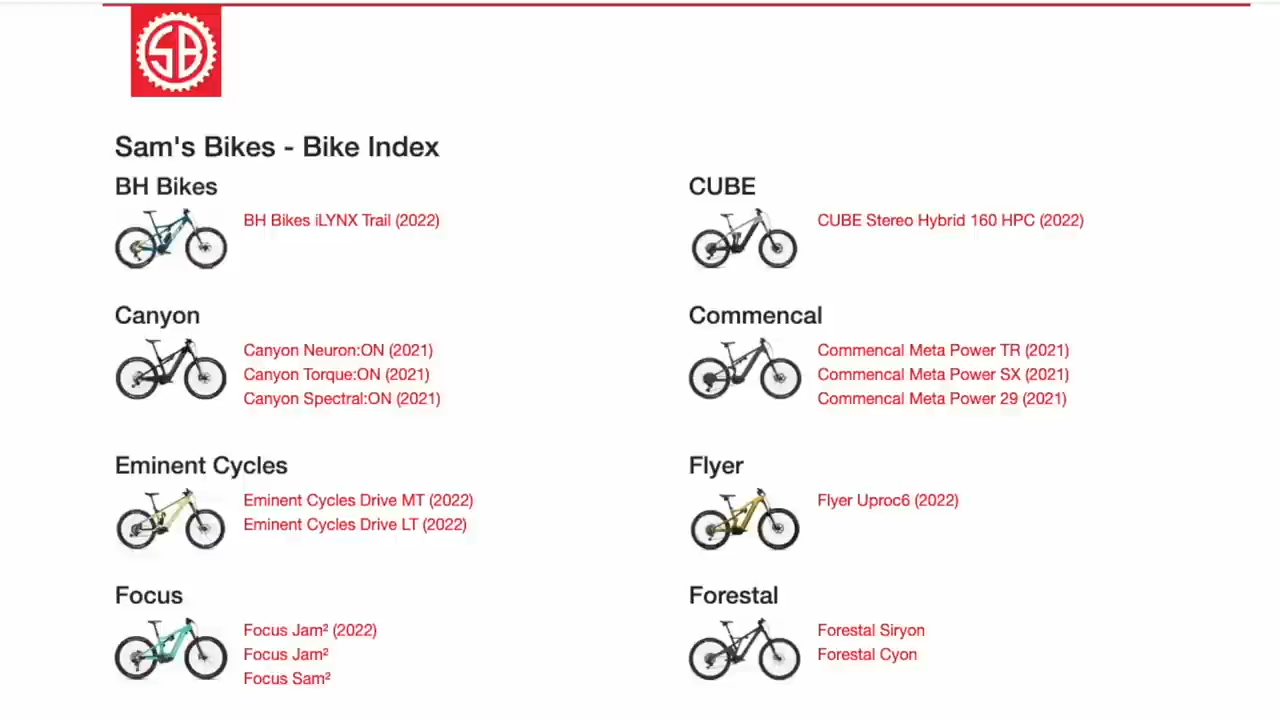 SB
Sam's Bikes - Bike Index
BH Bikes
BH Bikes iLYNX Trail (2022)
CUBE
CUBE Stereo Hybrid 160 HPC (2022)
Canyon
Canyon Neuron:ON (2021)
Canyon Torque:ON (2021)
Canyon Spectral:ON (2021)
Commencal
Commencal Meta Power TR (2021)
Commencal Meta Power SX (2021)
Commencal Meta Power 29 (2021)
Eminent Cycles
Eminent Cycles Drive MT (2022)
Eminent Cycles Drive LT (2022)
Flyer
Flyer Uproc6 (2022)
Focus
Focus Jam² (2022)
Focus Jam²
Focus Sam²
Forestal
Forestal Siryon
Forestal Cyon